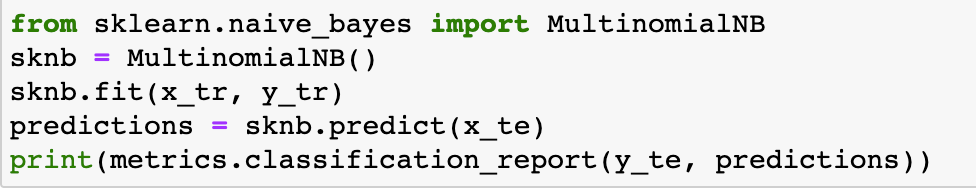 from sklearn.naive_bayes import MultinomialNB
sknb = MultinomialNB()
sknb.fit(x_tr, y_tr)
predictions = sknb.predict(x_te)
print(metrics.classification_report(y_te, predictions))